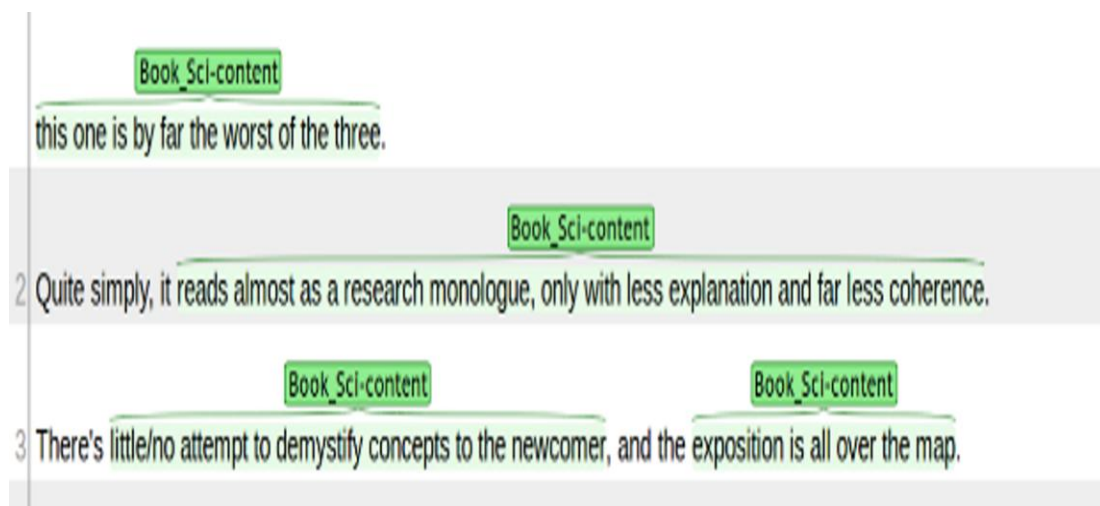 Book_Sci-content
this one is by far the worst of the three.
Book_Sci-content
2 Quite simply, it reads almost as a research monologue, only with less explanation and far less coherence.
Book_Sci-content Book_Sci-content
3 There's little/no attempt to demystify concepts to the newcomer, and the exposition is all over the map.